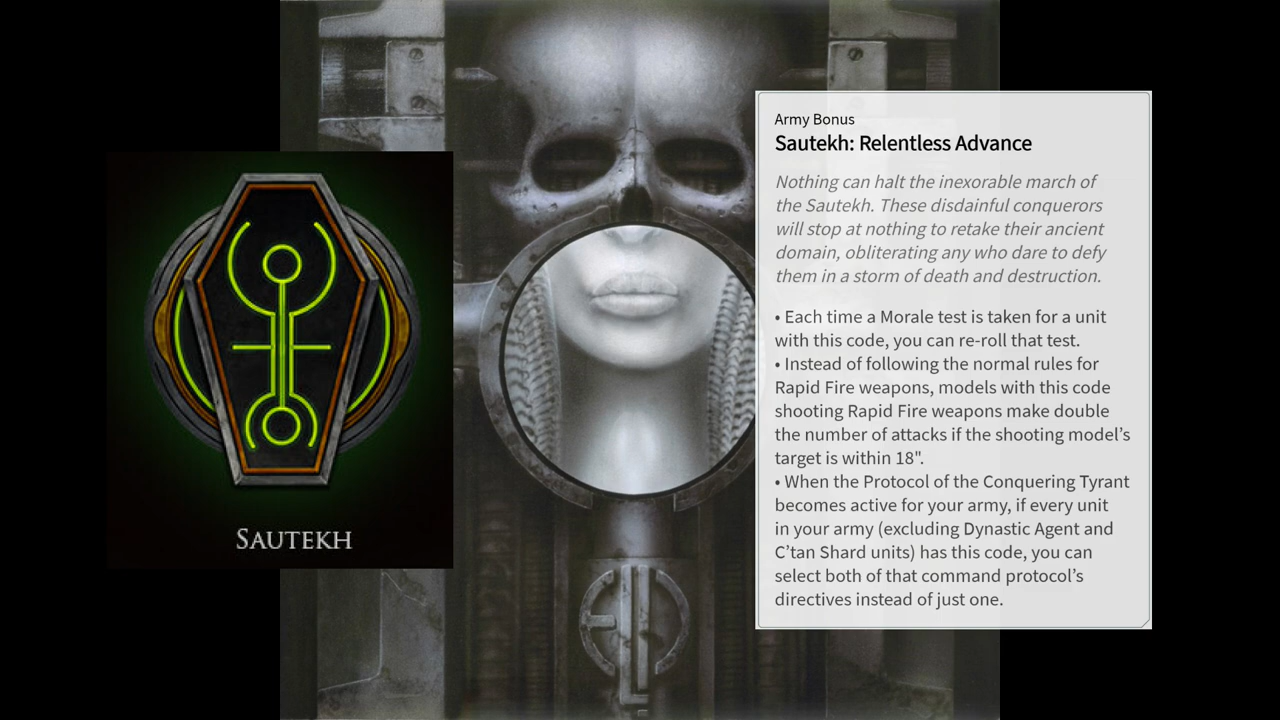 SAUTEKH
Army Bonus
Sautekh: Relentless Advance
Nothing can halt the inexorable march of
the Sautekh. These disdainful conquerors
will stop at nothing to retake their ancient
domain, obliterating any who dare to defy
them in a storm of death and destruction.
• Each time a Morale test is taken for a unit
with this code, you can re-roll that test.
• Instead of following the normal rules for
Rapid Fire weapons, models with this code
shooting Rapid Fire weapons make double
the number of attacks if the shooting model’s
target is within 18".
• When the Protocol of the Conquering Tyrant
becomes active for your army, if every unit
in your army (excluding Dynastic Agent and
C’tan Shard units) has this code, you can
select both of that command protocol’s
directives instead of just one.